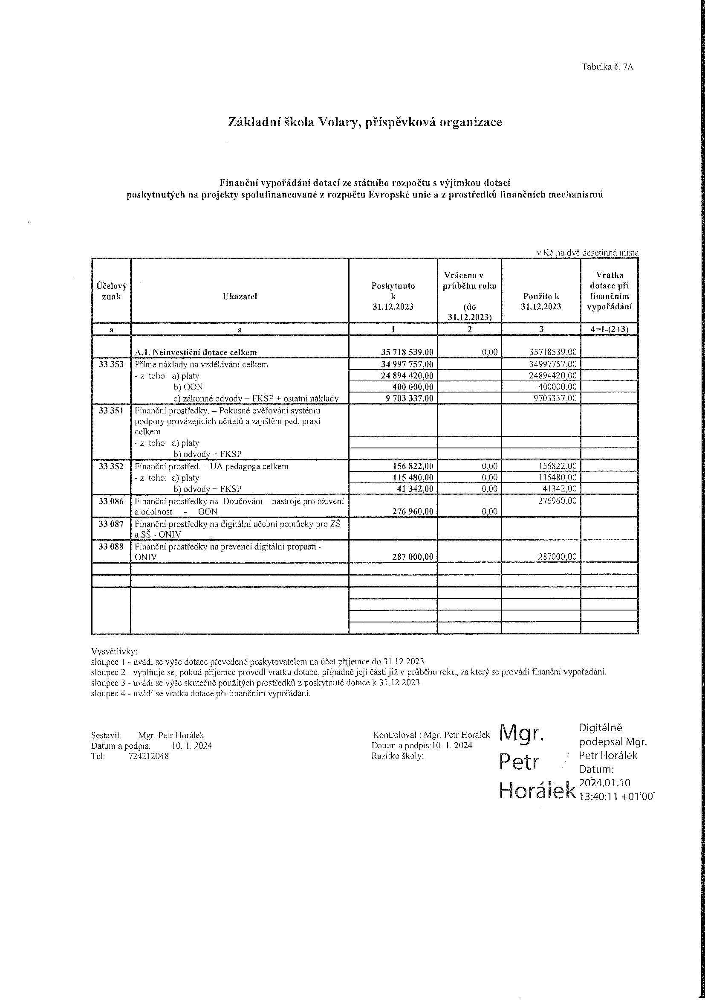 Tabulka č. 7A
Základní škola Volary, příspěvková organizace
Finanční vypořádání dotací ze státního rozpočtu s výjimkou dotací
poskytnutých na projekty spolufinancované z rozpočtu Evropské unie a z prostředků finančních mechanismů
v Kč na dvě desetinná místa
Účelový znak Ukazatel Poskytnuto k 31.12.2023 Vráceno v průběhu roku (do 31.12.2023) Použito k 31.12.2023 Vratka dotace při finančním vypořádání
a a 1 2 3 4=1-(2+3)
A.1. Neinvestiční dotace celkem 35 718 539,00 0,00 35718539,00
33 353 Přímé náklady na vzdělávání celkem 34 997 757,00 34997757,00
- z toho: a) platy 24 894 420,00 24894420,00
b) OON 400 000,00 400000,00
c) zákonné odvody + FKSP + ostatní náklady 9 703 337,00 9703337,00
33 351 Finanční prostředky. – Pokusné ověřování systému
podpory provázejících učitelů a zajištění ped. praxí
celkem
- z toho: a) platy
b) odvody + FKSP
33 352 Finanční prostřed. – UA pedagoga celkem 156 822,00 0,00 156822,00
- z toho: a) platy 115 480,00 0,00 115480,00
b) odvody + FKSP 41 342,00 0,00 41342,00
33 086 Finanční prostředky na Doučování – nástroje pro oživení 276960,00
a odolnost - OON 276 960,00 0,00
33 087 Finanční prostředky na digitální učební pomůcky pro ZŠ
a SŠ - ONIV
33 088 Finanční prostředky na prevenci digitální propasti -
ONIV 287 000,00 287000,00
Vysvětlivky:
sloupec 1 - uvádí se výše dotace převedené poskytovatelem na účet příjemce do 31.12.2023.
sloupec 2 - vyplňuje se, pokud příjemce provedl vratku dotace, případně její části již v průběhu roku, za který se provádí finanční vypořádání.
sloupec 3 - uvádí se výše skutečně použitých prostředků z poskytnuté dotace k 31.12.2023.
sloupec 4 - uvádí se vratka dotace při finančním vypořádání.
Sestavil: Mgr. Petr Horálek
Datum a podpis: 10. 1. 2024
Tel: 724212048
Kontroloval : Mgr. Petr Horálek
Datum a podpis:10. 1. 2024
Razítko školy:
Mgr.
Petr
Horálek
Digitálně
podepsal Mgr.
Petr Horálek
Datum:
2024.01.10
13:40:11 +01'00'